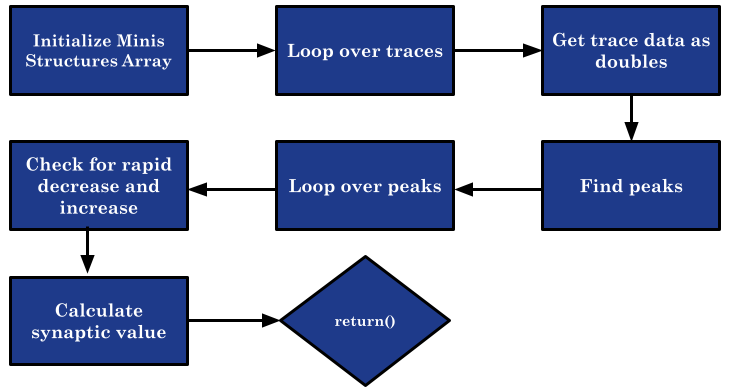 Initialize Minis
Structures Array
Loop over traces
Get trace data as
doubles
Check for rapid
decrease and
increase
Loop over peaks
Find peaks
Calculate
synaptic value
return()